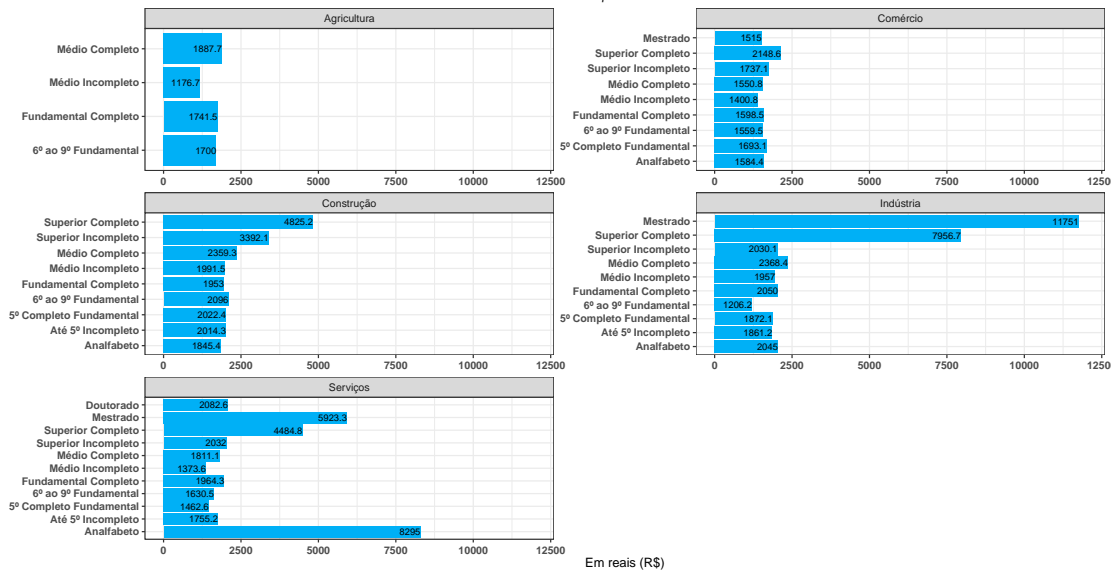 Agricultura
Médio Completo 1887.7
Médio Incompleto 1176.7
Fundamental Completo 1741.5
6º ao 9º Fundamental 1700
0 2500 5000 7500 10000 12500
Comércio
Mestrado 1515
Superior Completo 2148.6
Superior Incompleto 1737.1
Médio Completo 1550.8
Médio Incompleto 1400.8
Fundamental Completo 1598.5
6º ao 9º Fundamental 1559.5
5º Completo Fundamental 1693.1
Analfabeto 1584.4
0 2500 5000 7500 10000 1250
Construção
Superior Completo 4825.2
Superior Incompleto 3392.1
Médio Completo 2359.3
Médio Incompleto 1991.5
Fundamental Completo 1953
6º ao 9º Fundamental 2096
5º Completo Fundamental 2022.4
Até 5º Incompleto 2014.3
Analfabeto 1845.4
0 2500 5000 7500 10000 12500
Indústria
Mestrado 11751
Superior Completo 7956.7
Superior Incompleto 2030.1
Médio Completo 2368.4
Médio Incompleto 1957
Fundamental Completo 2050
6º ao 9º Fundamental 1206.2
5º Completo Fundamental 1872.1
Até 5º Incompleto 1861.2
Analfabeto 2045
0 2500 5000 7500 10000 1250
Serviços
Doutorado 2082.6
Mestrado 5923.3
Superior Completo 4484.8
Superior Incompleto 2032
Médio Completo 1811.1
Médio Incompleto 1373.6
Fundamental Completo 1964.3
6º ao 9º Fundamental 1630.5
5º Completo Fundamental 1462.6
Até 5º Incompleto 1755.2
Analfabeto 8295
0 2500 5000 7500 10000 12500
Em reais (R$)